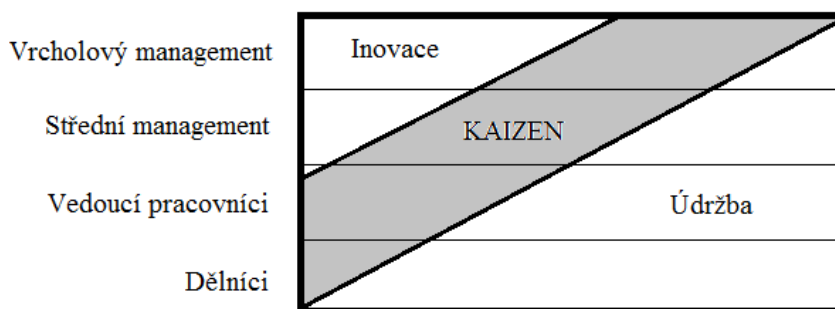 Vrcholový management
Inovace
Střední management
KAIZEN
Vedoucí pracovníci
Údržba
Dělníci